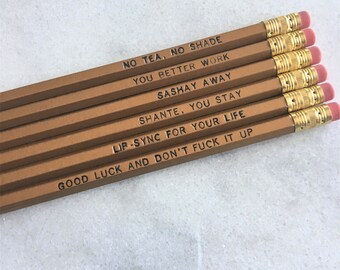 NO TEA, NO SHADE
YOU BETTER WORK
SASHAY AWAY
SHANTE, YOU STAY
LIP-SYNC FOR YOUR LIFE
GOOD LUCK AND DON'T FUCK IT UP